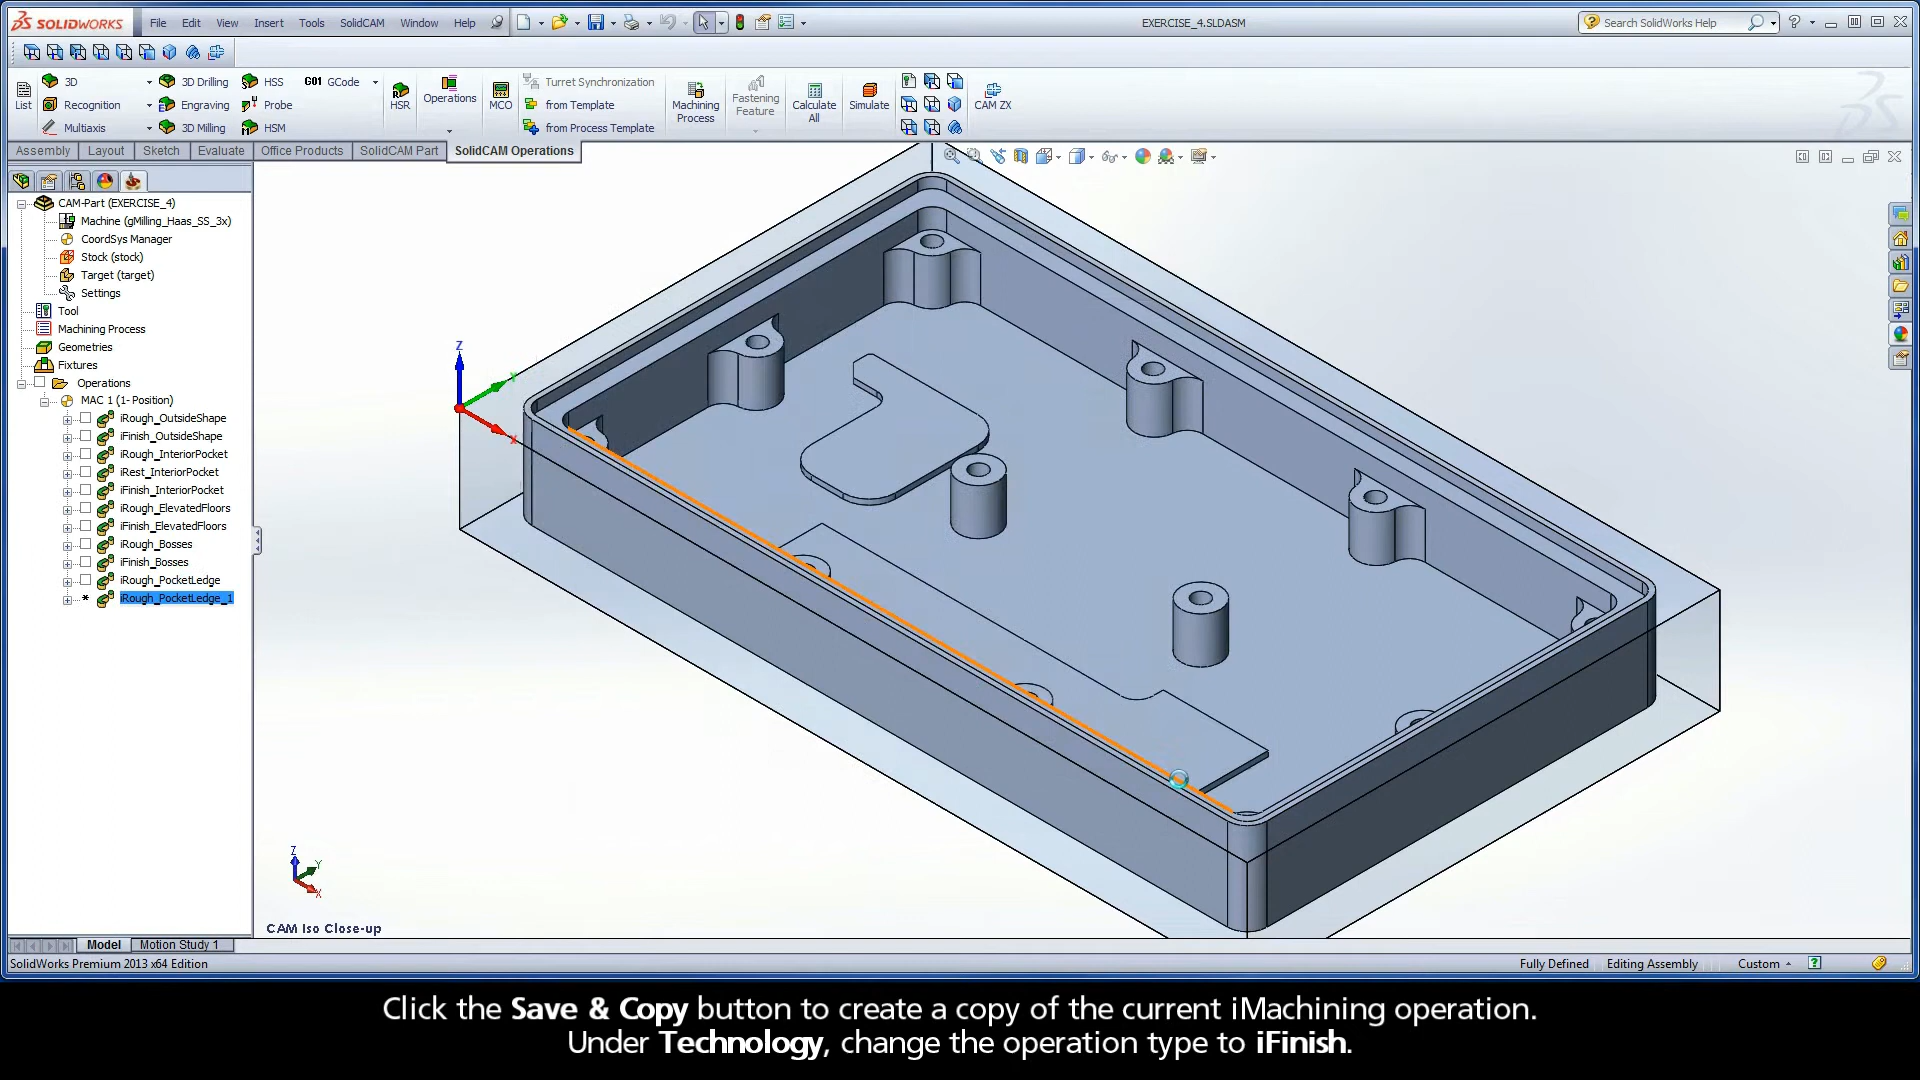 SOLIDWORKS File Edit View Insert Tools SolidCAM Window Help EXERCISE_4.SLDASM Search SolidWorks Help
3D 3D Drilling HSS G01 GCode Turret Synchronization
List Recognition Engraving Probe HSR Operations MCO from Template Machining Process Fastening Feature Calculate All Simulate CAM ZX
Multiaxis 3D Milling HSM from Process Template
Assembly Layout Sketch Evaluate Office Products SolidCAM Part SolidCAM Operations
CAM-Part (EXERCISE_4)
Machine (gMilling_Haas_SS_3x)
CoordSys Manager
Stock (stock)
Target (target)
Settings
Tool
Machining Process
Geometries
Fixtures
Operations
MAC 1 (1- Position)
iRough_OutsideShape
iFinish_OutsideShape
iRough_InteriorPocket
iRest_InteriorPocket
iFinish_InteriorPocket
iRough_ElevatedFloors
iFinish_ElevatedFloors
iRough_Bosses
iFinish_Bosses
iRough_PocketLedge
* iRough_PocketLedge_1
Z
X
X
Z
Y
X
CAM Iso Close-up
Model Motion Study 1
SolidWorks Premium 2013 x64 Edition Fully Defined Editing Assembly Custom
Click the Save & Copy button to create a copy of the current iMachining operation.
Under Technology, change the operation type to iFinish.